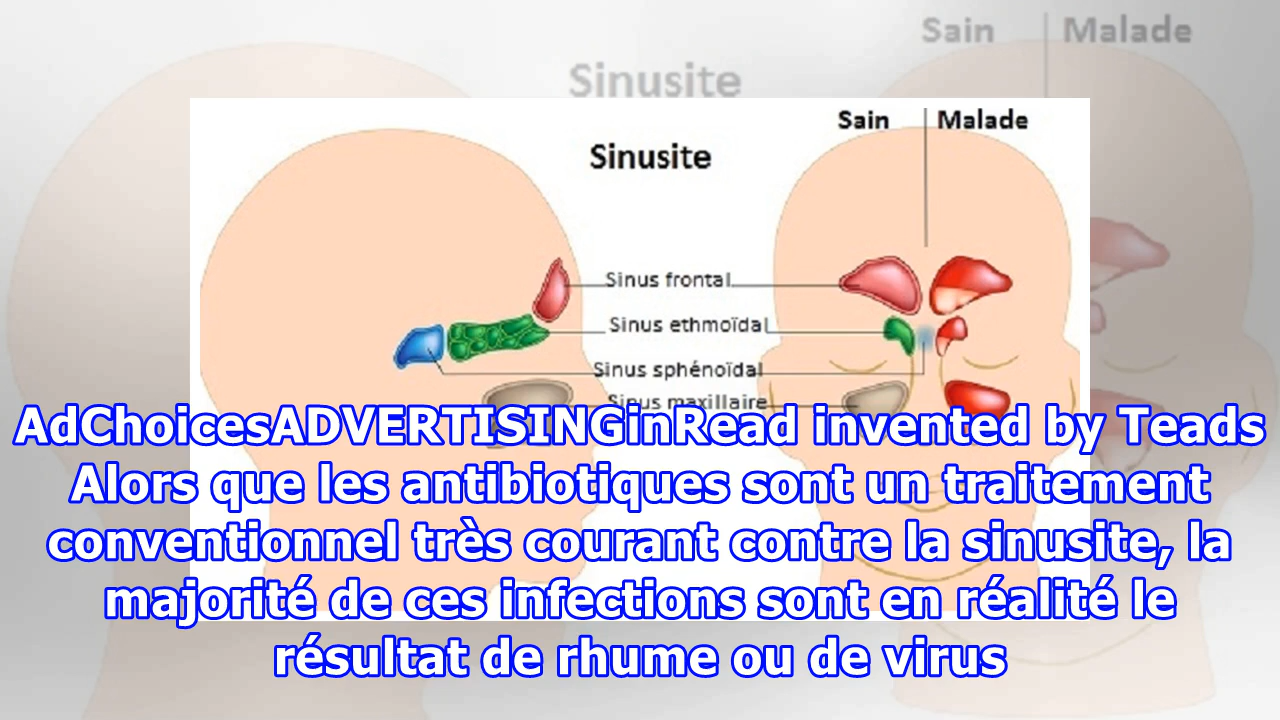 Sain Malade
Sinusite
Sain Malade
Sinusite
Sinus frontal
Sinus ethmoïdal
Sinus sphénoïdal
Sinus maxillaire
AdChoicesADVERTISINGinRead invented by Teads
Alors que les antibiotiques sont un traitement
conventionnel très courant contre la sinusite, la
majorité de ces infections sont en réalité le
résultat de rhume ou de virus